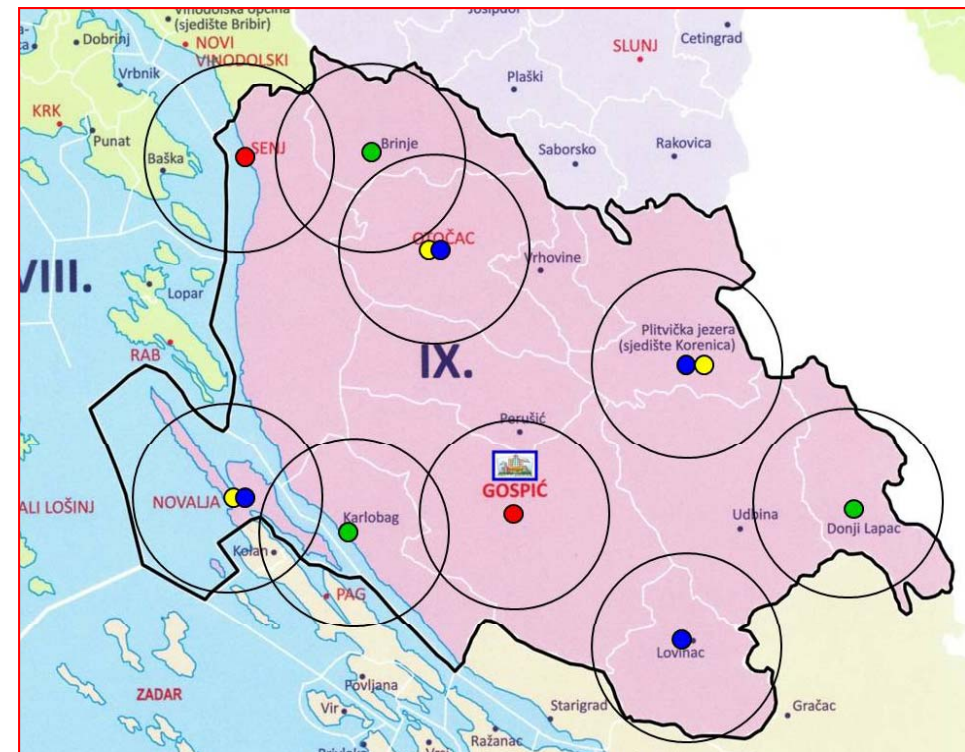 Vinodolska općina
(sjedište Bribir)
Josipdol
Dobrinj
NOVI
VINODOLSKI
SLUNJ
Cetingrad
Vrbnik
Plaški
KRK
Punat
Baška
SENJ
Brinje
Saborsko
Rakovica
OTOČAC
Vrhovine
VIII.
Lopar
RAB
IX.
Plitvička jezera
(sjedište Korenica)
Perušić
GOSPIĆ
ALI LOŠINJ
NOVALJA
Karlobag
Udbina
Donji Lapac
Kolan
PAG
Lovinac
ZADAR
Povljana
Vir
Starigrad
Gračac
Ražanac